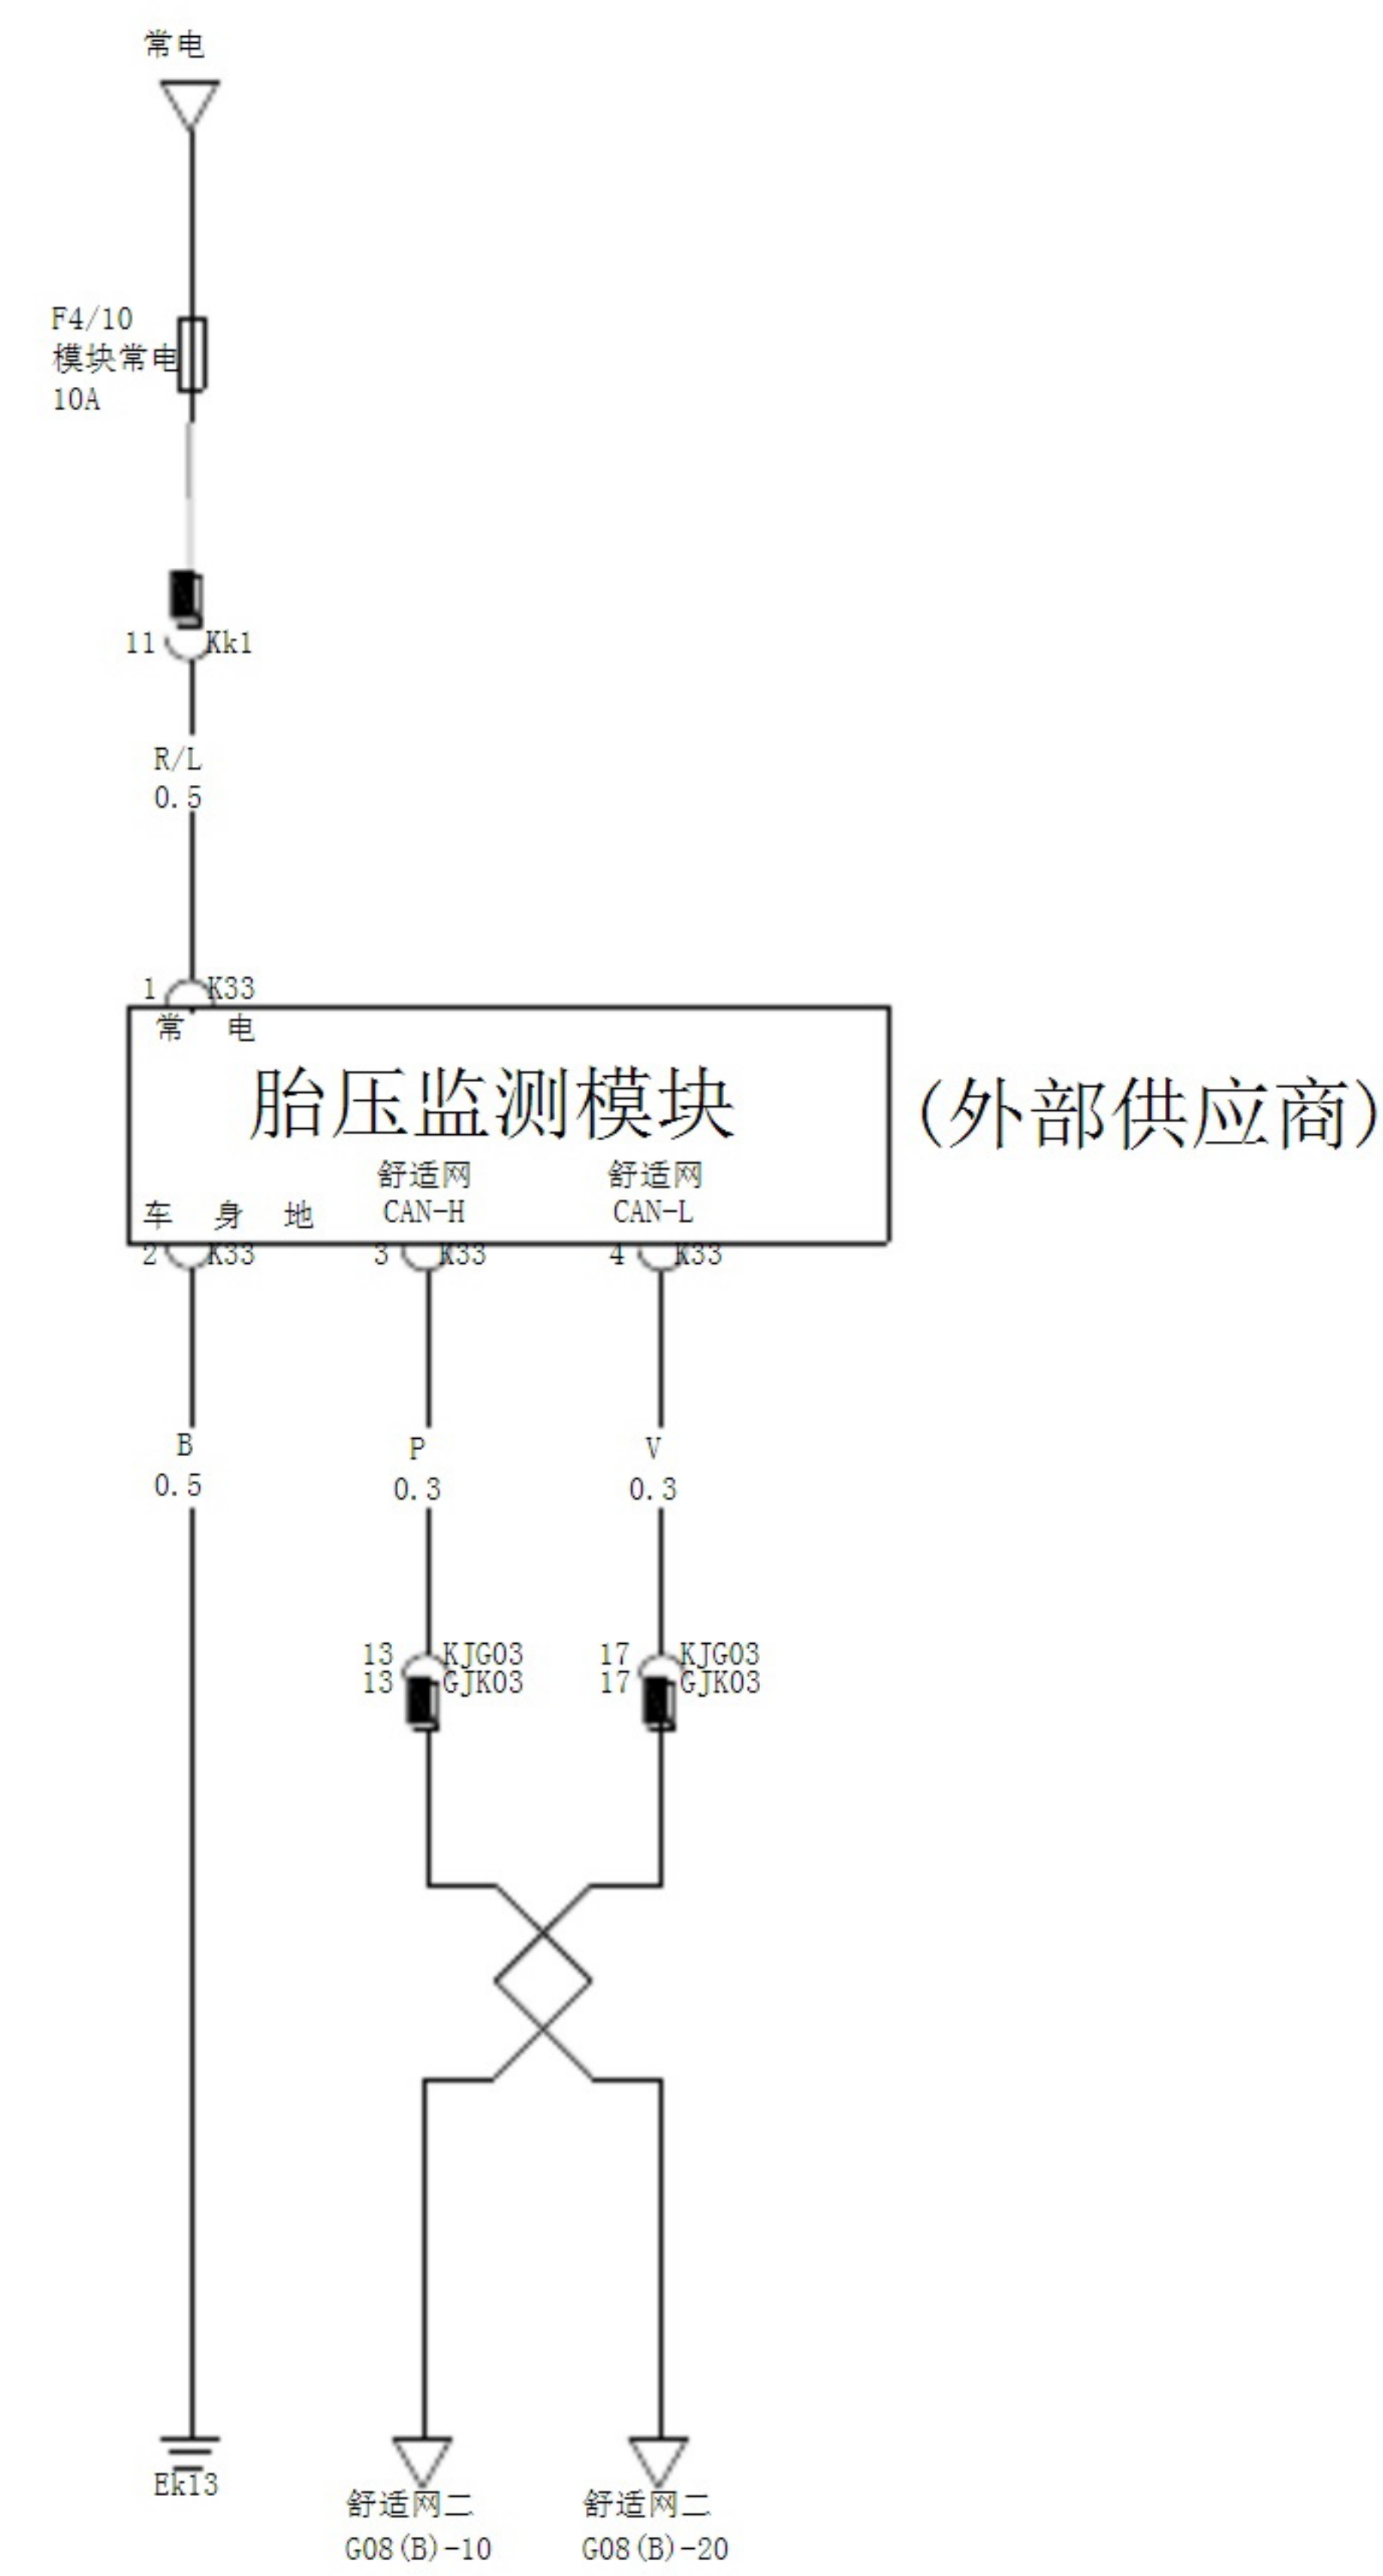 常电
F4/10
模块常电
10A
11 Kk1
R/L
0.5
1 K33
常 电
胎压监测模块 (外部供应商)
舒适网 舒适网
车 身 地 CAN-H CAN-L
2 K33 3 K33 4 K33
B P V
0.5 0.3 0.3
13 KJG03 17 KJG03
13 GJK03 17 GJK03
Ek13
舒适网二 舒适网二
G08(B)-10 G08(B)-20